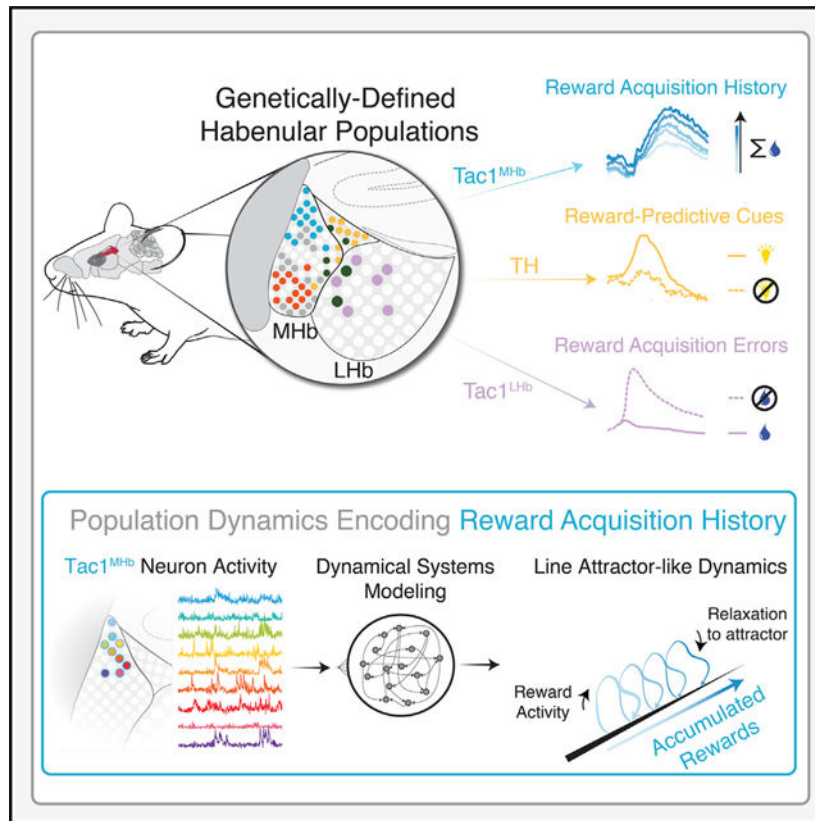 Genetically-Defined
Habenular Populations
MHb
LHb
Tac1MHb
TH
Tac1LHb
Reward Acquisition History
Σ
Reward-Predictive Cues
Reward Acquisition Errors
Population Dynamics Encoding Reward Acquisition History
Tac1MHb Neuron Activity
Dynamical Systems
Modeling
Line Attractor-like Dynamics
Relaxation
to attractor
Reward
Activity
Accumulated
Rewards